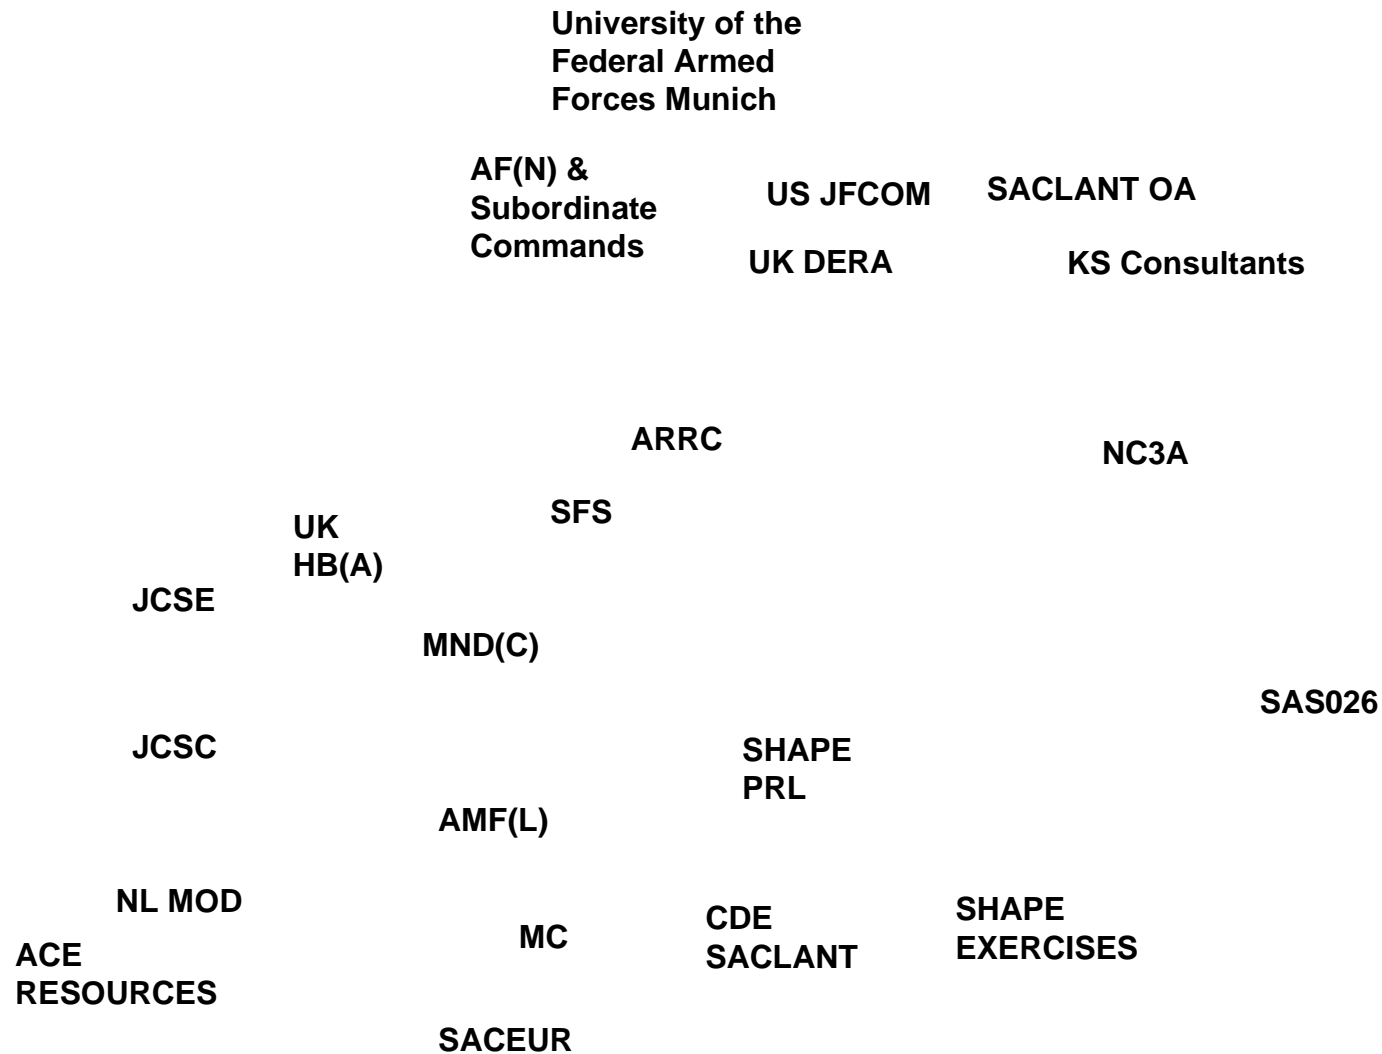 University of the
Federal Armed
Forces Munich
AF(N) &
Subordinate
Commands
US JFCOM
SACLANT OA
UK DERA
KS Consultants
ARRC
NC3A
SFS
UK
HB(A)
JCSE
MND(C)
SAS026
JCSC
SHAPE
PRL
AMF(L)
NL MOD
ACE
RESOURCES
MC
CDE
SACLANT
SHAPE
EXERCISES
SACEUR